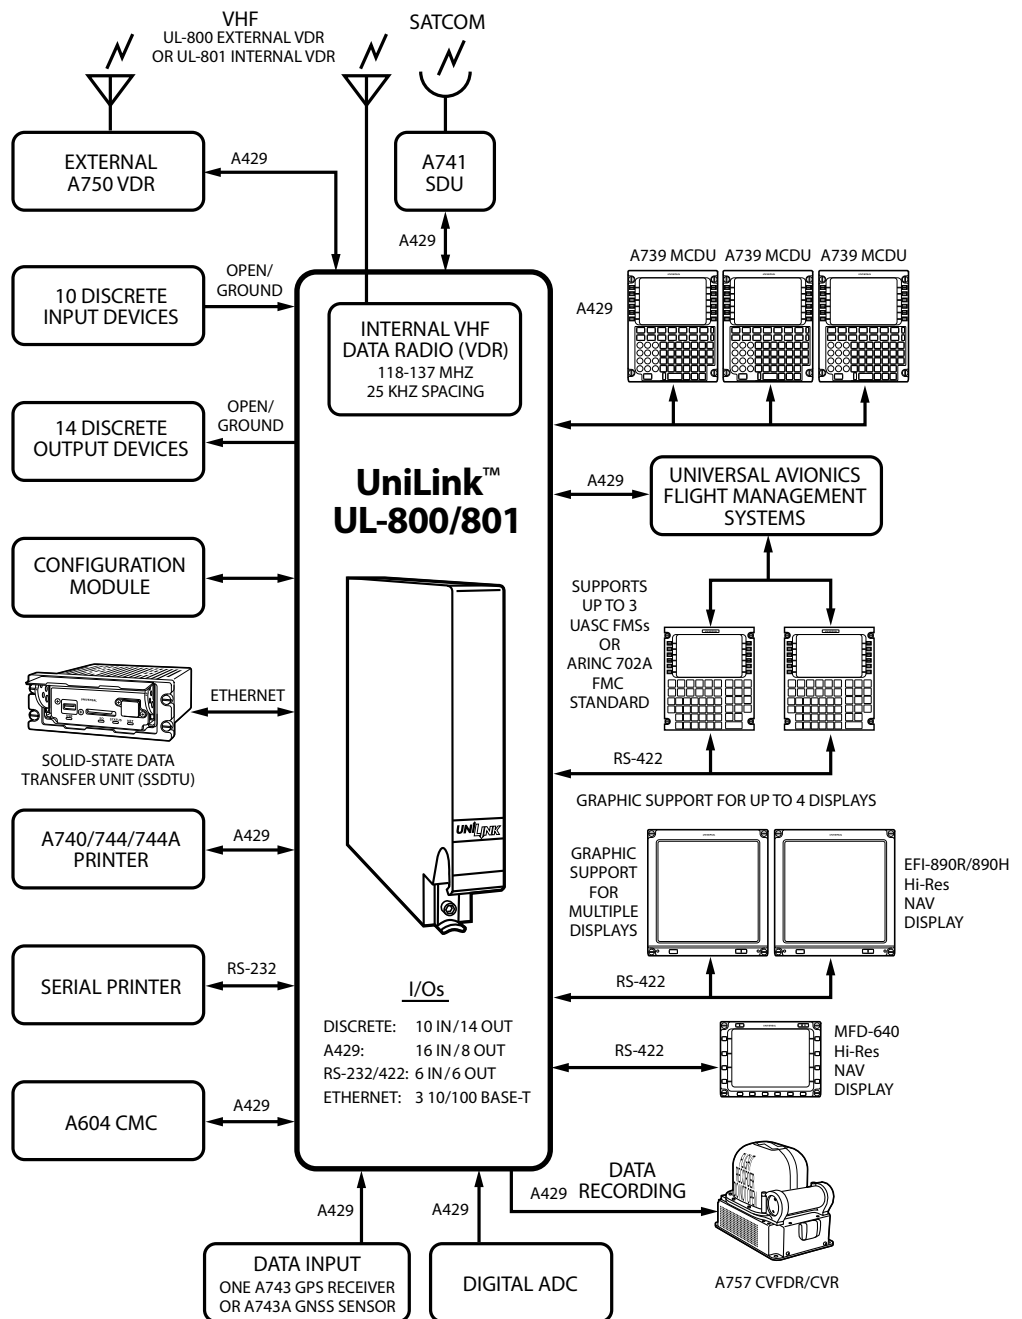 VHF
UL-800 EXTERNAL VDR
OR UL-801 INTERNAL VDR
SATCOM
EXTERNAL
A750 VDR
A429
A741
SDU
A429
10 DISCRETE
INPUT DEVICES
OPEN/
GROUND
INTERNAL VHF
DATA RADIO (VDR)
118-137 MHZ
25 KHZ SPACING
A739 MCDU
A739 MCDU
A739 MCDU
A429
14 DISCRETE
OUTPUT DEVICES
OPEN/
GROUND
UniLink™
UL-800/801
A429
UNIVERSAL AVIONICS
FLIGHT MANAGEMENT
SYSTEMS
CONFIGURATION
MODULE
SUPPORTS
UP TO 3
UASC FMSs
OR
ARINC 702A
FMC
STANDARD
ETHERNET
SOLID-STATE DATA
TRANSFER UNIT (SSDTU)
RS-422
GRAPHIC SUPPORT FOR UP TO 4 DISPLAYS
A740/744/744A
PRINTER
A429
UNILINK
GRAPHIC
SUPPORT
FOR
MULTIPLE
DISPLAYS
EFI-890R/890H
Hi-Res
NAV
DISPLAY
RS-422
SERIAL PRINTER
RS-232
I/Os
DISCRETE: 10 IN/14 OUT
A429: 16 IN/8 OUT
RS-232/422: 6 IN/6 OUT
ETHERNET: 3 10/100 BASE-T
RS-422
MFD-640
Hi-Res
NAV
DISPLAY
A604 CMC
A429
A429
A429
A429
DATA
RECORDING
A757 CVFDR/CVR
DATA INPUT
ONE A743 GPS RECEIVER
OR A743A GNSS SENSOR
DIGITAL ADC